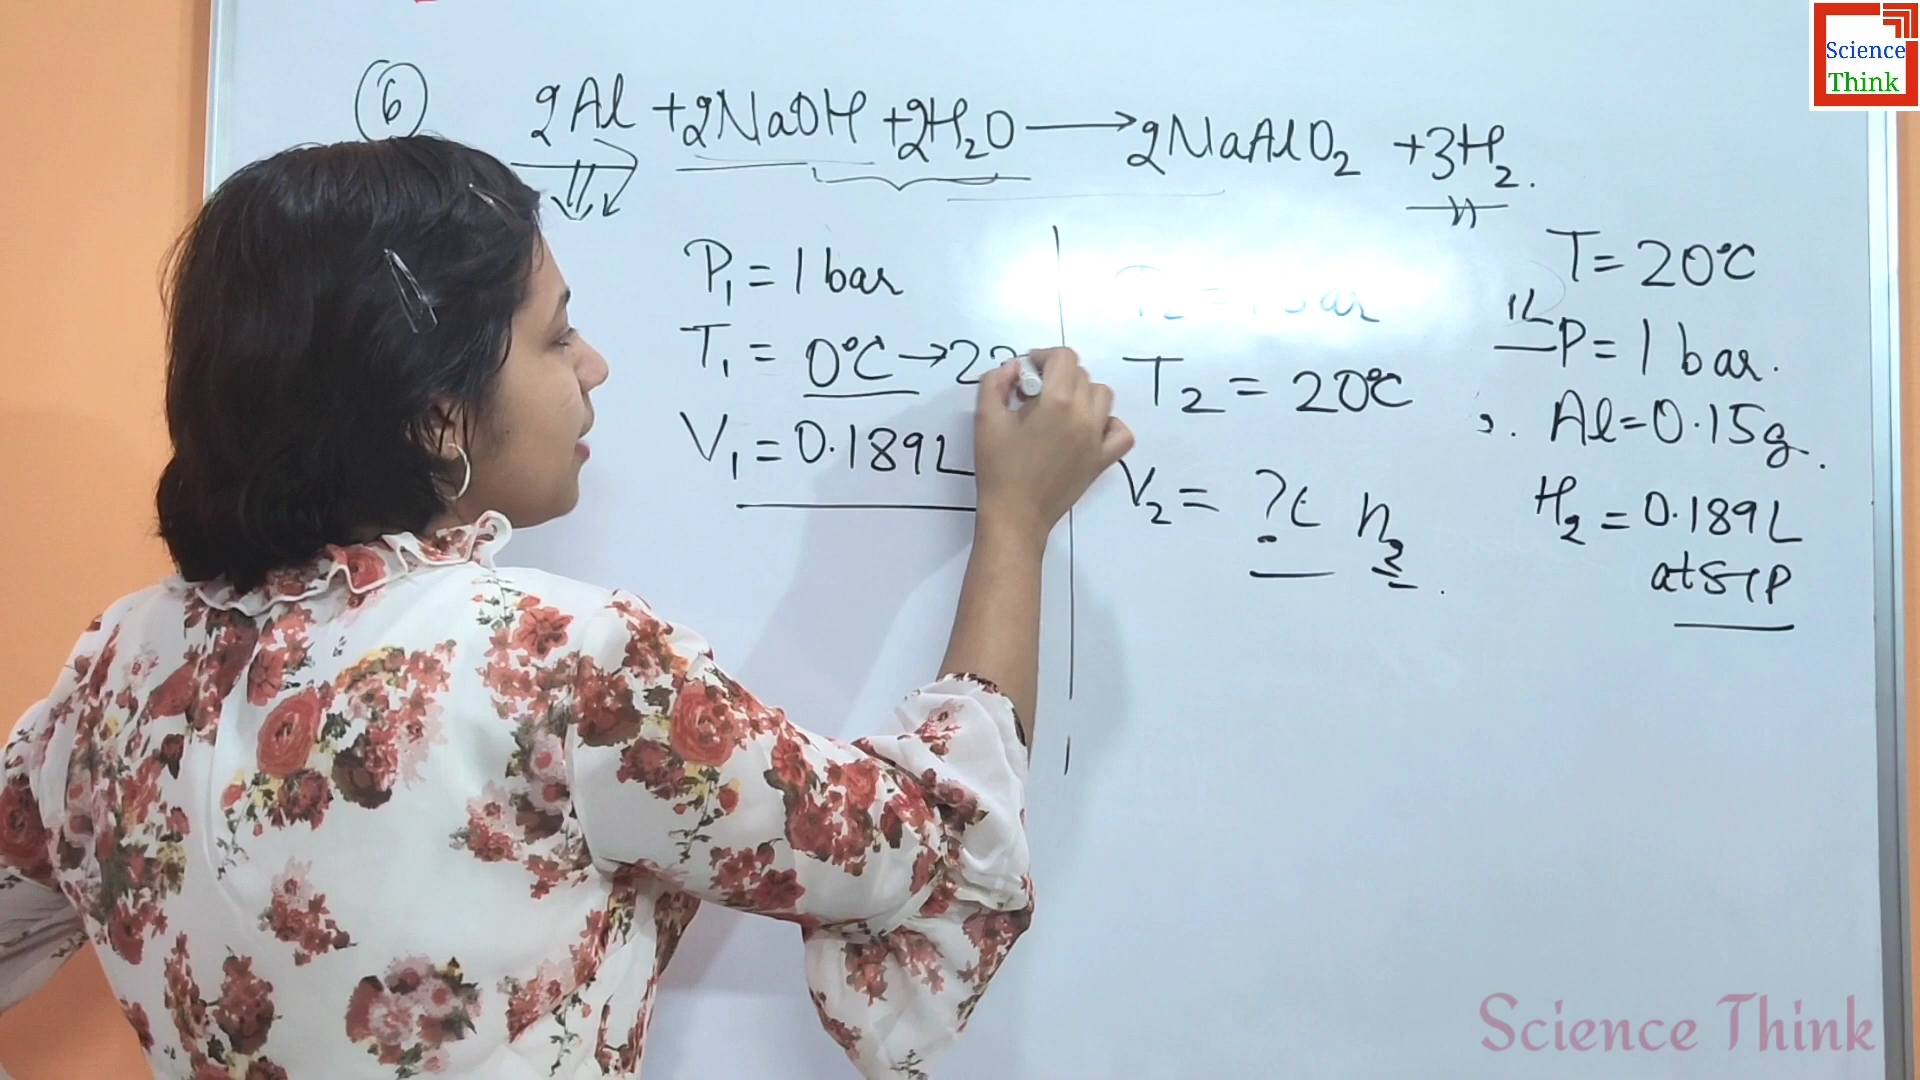 Science
Think
6
2Al + 2NaOH + 2H₂O → 2NaAlO₂ + 3H₂.
P₁ = 1 bar
T₁ = 0°C →
V₁ = 0.189L
T₂ = 20°C
V₂ = ?
T = 20°C
1L
P = 1 bar.
Al = 0.15g.
H₂ = 0.189L
at STP
Science Think